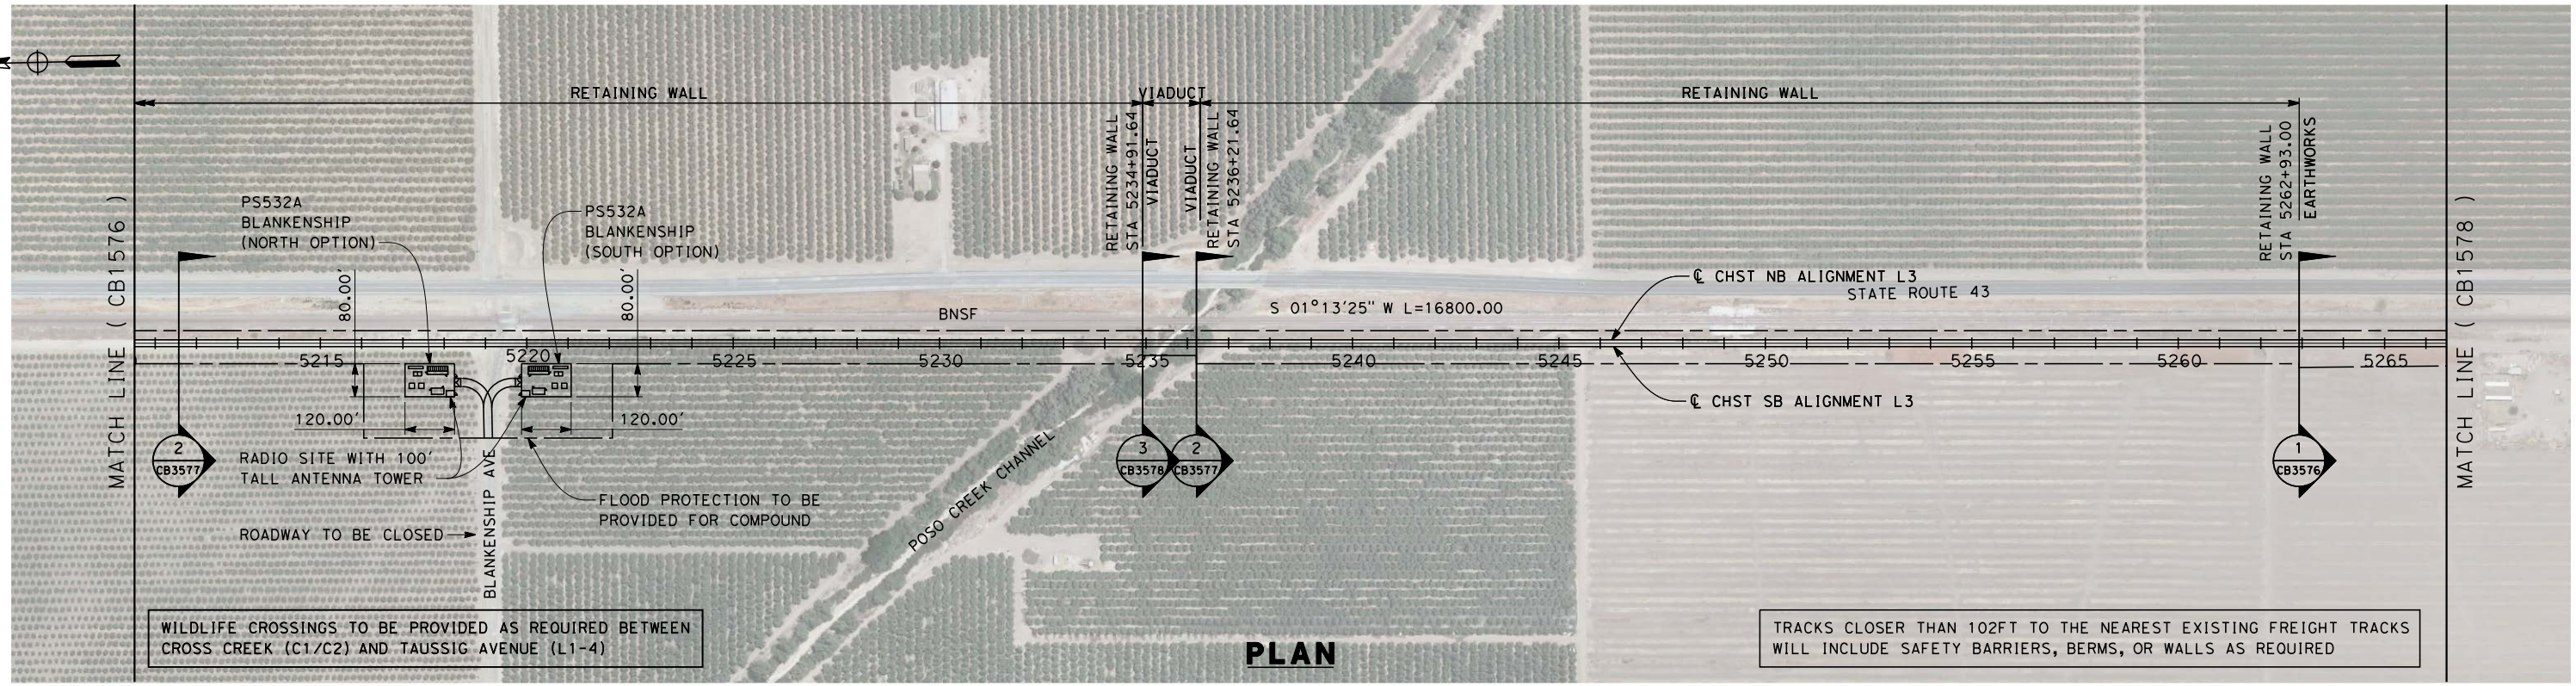 RETAINING WALL
VIADUCT
RETAINING WALL
RETAINING WALL
STA 5234+91.64
VIADUCT
VIADUCT
RETAINING WALL
STA 5236+21.64
RETAINING WALL
STA 5262+93.00
EARTHWORKS
MATCH LINE ( CB1576 )
PS532A
BLANKENSHIP
(NORTH OPTION)
PS532A
BLANKENSHIP
(SOUTH OPTION)
80.00'
80.00'
BNSF
S 01°13'25" W L=16800.00
℄ CHST NB ALIGNMENT L3
STATE ROUTE 43
5215
5220
5225
5230
5235
5240
5245
5250
5255
5260
5265
℄ CHST SB ALIGNMENT L3
120.00'
120.00'
2
CB3577
RADIO SITE WITH 100'
TALL ANTENNA TOWER
3
CB3578
2
CB3577
1
CB3576
FLOOD PROTECTION TO BE
PROVIDED FOR COMPOUND
ROADWAY TO BE CLOSED
BLANKENSHIP AVE
POSO CREEK CHANNEL
MATCH LINE ( CB1578 )
WILDLIFE CROSSINGS TO BE PROVIDED AS REQUIRED BETWEEN
CROSS CREEK (C1/C2) AND TAUSSIG AVENUE (L1-4)
PLAN
TRACKS CLOSER THAN 102FT TO THE NEAREST EXISTING FREIGHT TRACKS
WILL INCLUDE SAFETY BARRIERS, BERMS, OR WALLS AS REQUIRED